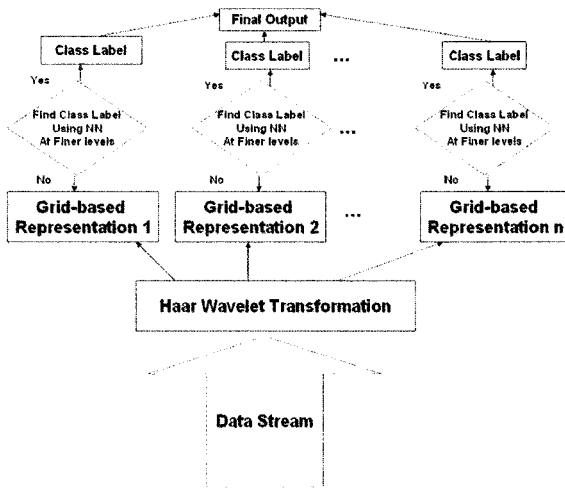 Final Output
Class Label
Class Label
...
Class Label
Yes
Yes
Yes
Find Class Label
Using NN
At Finer levels
Find Class Label
Using NN
At Finer levels
...
Find Class Label
Using NN
At Finer levels
No
No
No
Grid-based
Representation 1
Grid-based
Representation 2
...
Grid-based
Representation n
Haar Wavelet Transformation
Data Stream